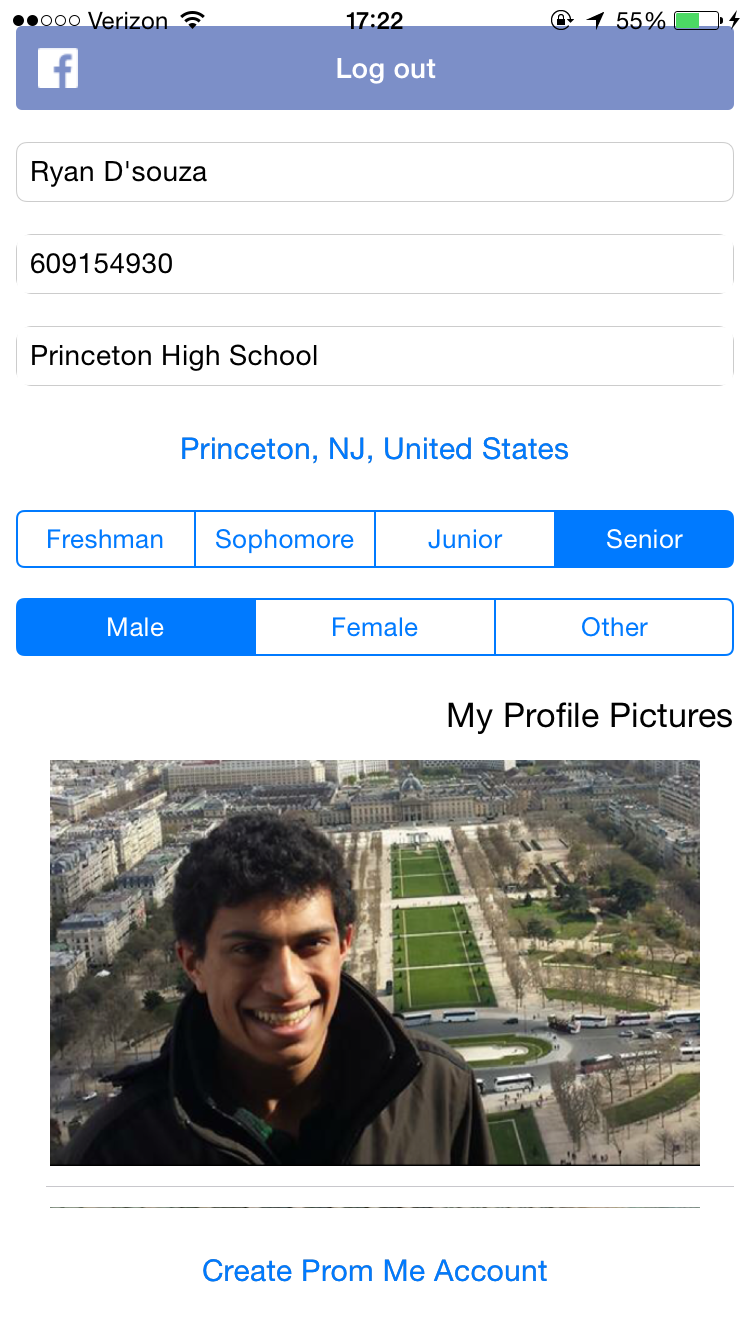 Verizon 17:22 55%
f Log out
Ryan D'souza
609154930
Princeton High School
Princeton, NJ, United States
Freshman Sophomore Junior Senior
Male Female Other
My Profile Pictures
Create Prom Me Account